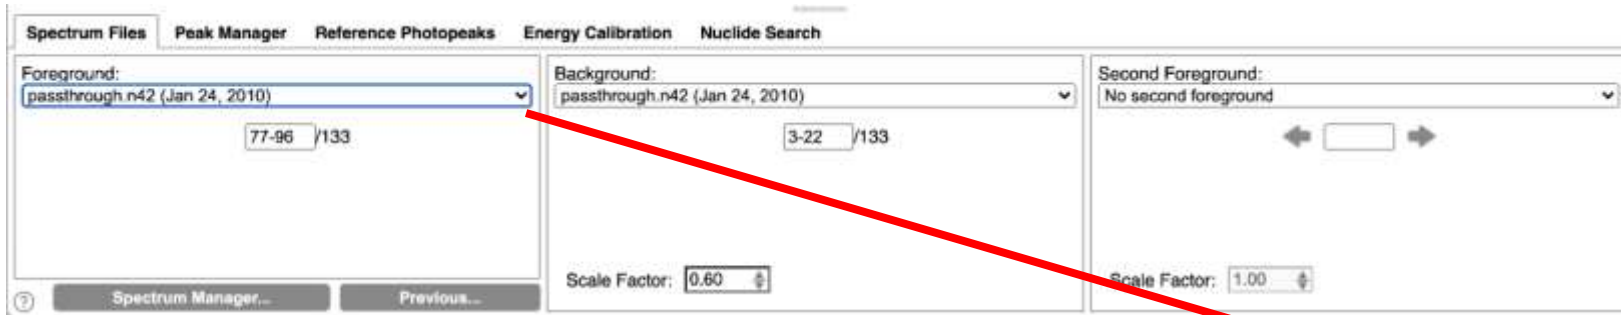 Spectrum Files Peak Manager Reference Photopeaks Energy Calibration Nuclide Search
Foreground:
passthrough.n42 (Jan 24, 2010)
77-96 /133
Spectrum Manager... Previous...
Background:
passthrough.n42 (Jan 24, 2010)
3-22 /133
Scale Factor: 0.60
Second Foreground:
No second foreground
Scale Factor: 1.00
?